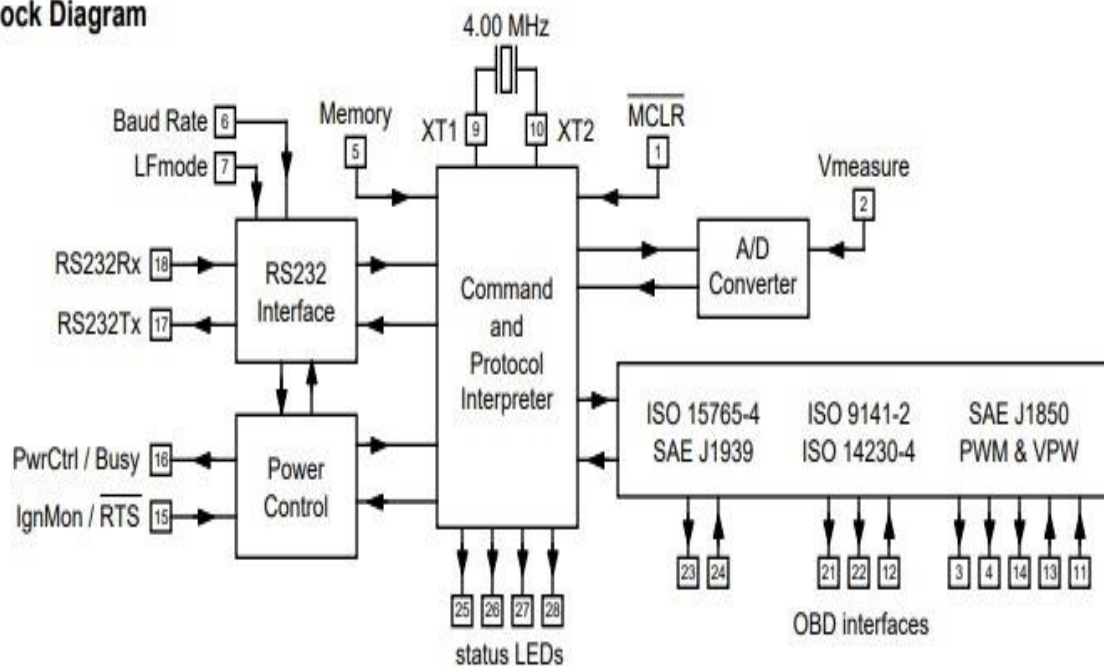 ock Diagram
4.00 MHz
Baud Rate 6
LFmode 7
Memory
5
XT1 9
10 XT2
MCLR
1
Vmeasure
2
RS232Rx 18
RS232Tx 17
RS232
Interface
Command
and
Protocol
Interpreter
A/D
Converter
PwrCtrl / Busy 16
IgnMon / RTS 15
Power
Control
ISO 15765-4
SAE J1939
ISO 9141-2
ISO 14230-4
SAE J1850
PWM & VPW
23 24
21 22 12
3 4 14 13 11
OBD interfaces
25 26 27 28
status LEDs